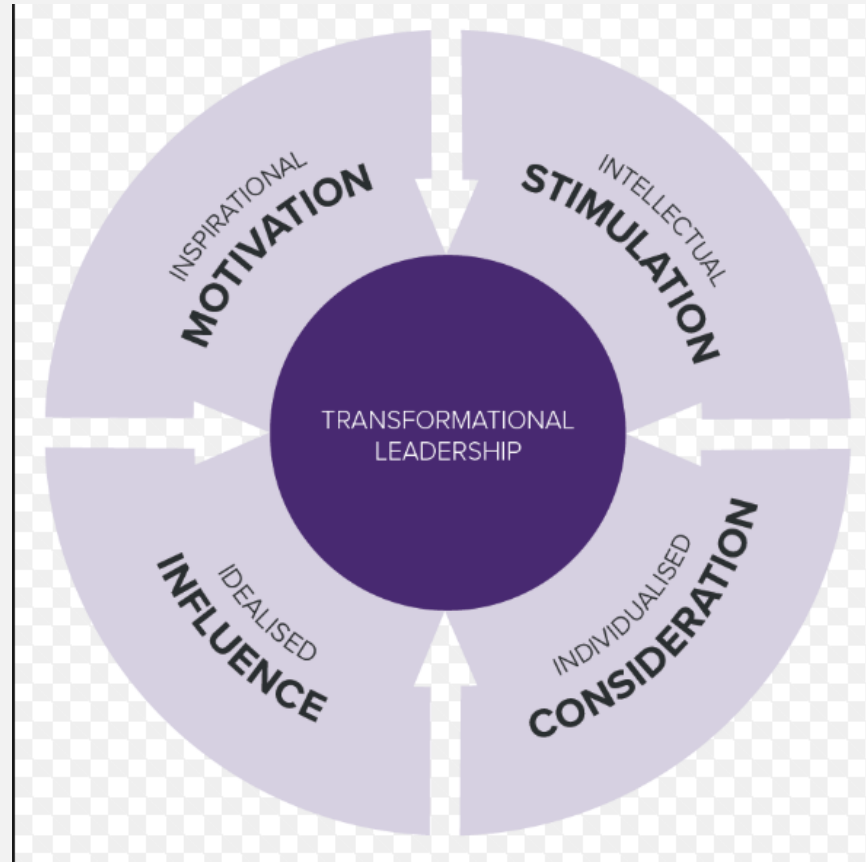 INSPIRATIONAL
MOTIVATION
INTELLECTUAL
STIMULATION
TRANSFORMATIONAL
LEADERSHIP
IDEALISED
INFLUENCE
INDIVIDUALISED
CONSIDERATION